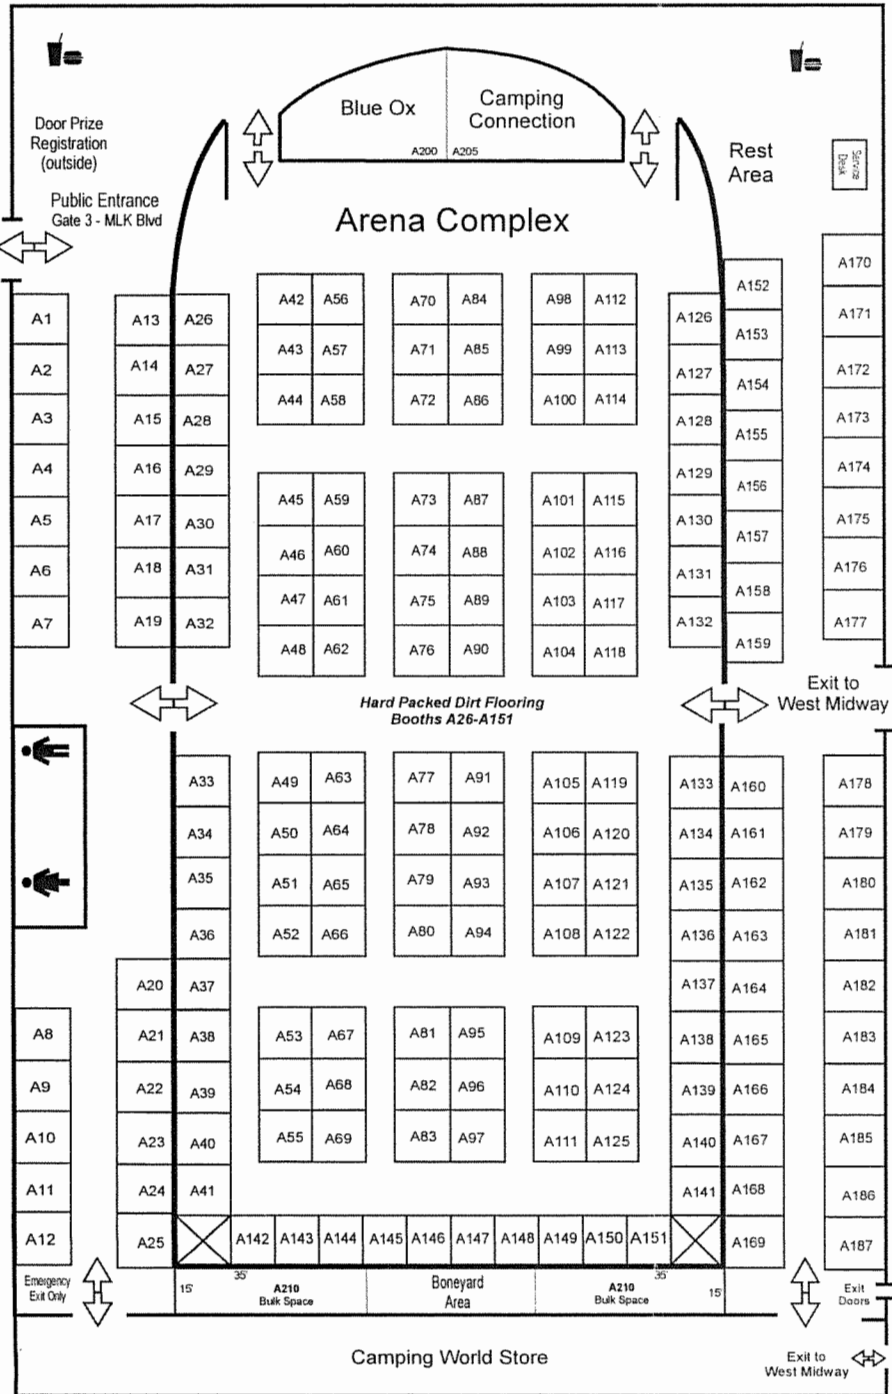 Blue Ox
Camping
Connection
A200
A205
Door Prize
Registration
(outside)
Public Entrance
Gate 3 - MLK Blvd
Rest
Area
Service
Desk
Arena Complex
A1
A2
A3
A4
A5
A6
A7
A13 A26
A14 A27
A15 A28
A16 A29
A17 A30
A18 A31
A19 A32
A42 A56
A43 A57
A44 A58
A70 A84
A71 A85
A72 A86
A98 A112
A99 A113
A100 A114
A45 A59
A46 A60
A47 A61
A48 A62
A73 A87
A74 A88
A75 A89
A76 A90
A101 A115
A102 A116
A103 A117
A104 A118
A126
A127
A128
A129
A130
A131
A132
A152
A153
A154
A155
A156
A157
A158
A159
A170
A171
A172
A173
A174
A175
A176
A177
Hard Packed Dirt Flooring
Booths A26-A151
Exit to
West Midway
A33
A34
A35
A36
A20 A37
A21 A38
A22 A39
A23 A40
A24 A41
A25
A8
A9
A10
A11
A12
A49 A63
A50 A64
A51 A65
A52 A66
A77 A91
A78 A92
A79 A93
A80 A94
A105 A119
A106 A120
A107 A121
A108 A122
A53 A67
A54 A68
A55 A69
A81 A95
A82 A96
A83 A97
A109 A123
A110 A124
A111 A125
A133 A160
A134 A161
A135 A162
A136 A163
A137 A164
A138 A165
A139 A166
A140 A167
A141 A168
A169
A178
A179
A180
A181
A182
A183
A184
A185
A186
A187
A142 A143 A144 A145 A146 A147 A148 A149 A150 A151
Emergency
Exit Only
15'
35'
A210
Bulk Space
Boneyard
Area
A210
Bulk Space
35'
15'
Exit
Doors
Camping World Store
Exit to
West Midway